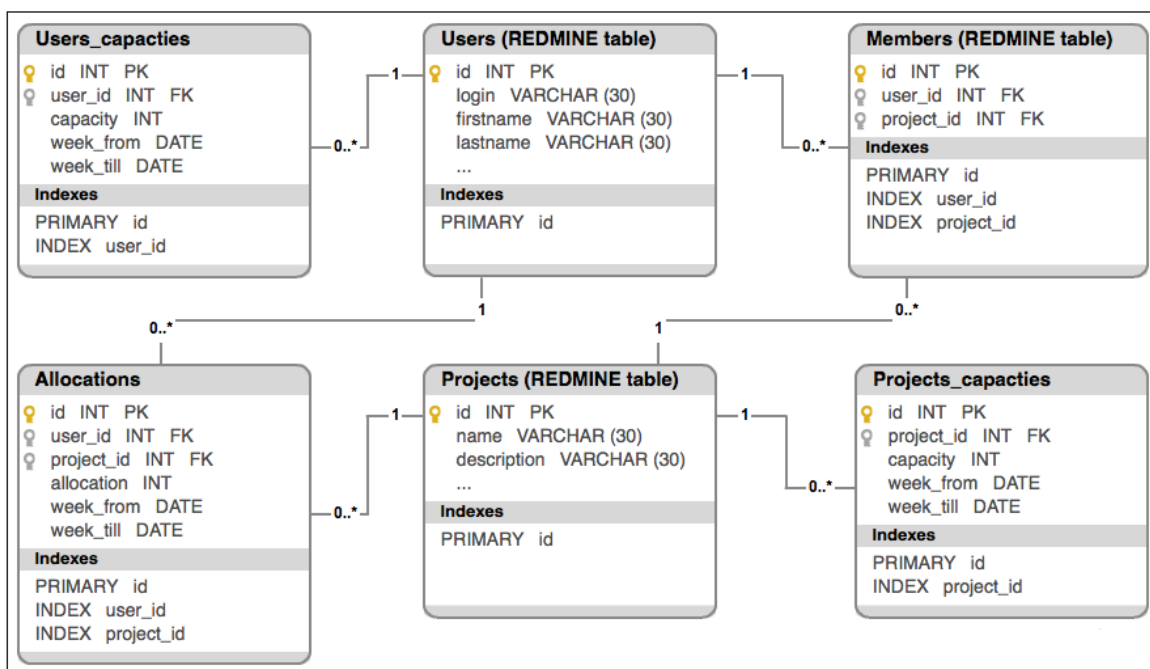 Users_capacties
id INT PK
user_id INT FK
capacity INT
week_from DATE
week_till DATE
Indexes
PRIMARY id
INDEX user_id
1
0..*
Users (REDMINE table)
id INT PK
login VARCHAR (30)
firstname VARCHAR (30)
lastname VARCHAR (30)
...
Indexes
PRIMARY id
1
0..*
Members (REDMINE table)
id INT PK
user_id INT FK
project_id INT FK
Indexes
PRIMARY id
INDEX user_id
INDEX project_id
0..*
1
1
0..*
Allocations
id INT PK
user_id INT FK
project_id INT FK
allocation INT
week_from DATE
week_till DATE
Indexes
PRIMARY id
INDEX user_id
INDEX project_id
1
0..*
Projects (REDMINE table)
id INT PK
name VARCHAR (30)
description VARCHAR (30)
...
Indexes
PRIMARY id
1
0..*
Projects_capacties
id INT PK
project_id INT FK
capacity INT
week_from DATE
week_till DATE
Indexes
PRIMARY id
INDEX project_id